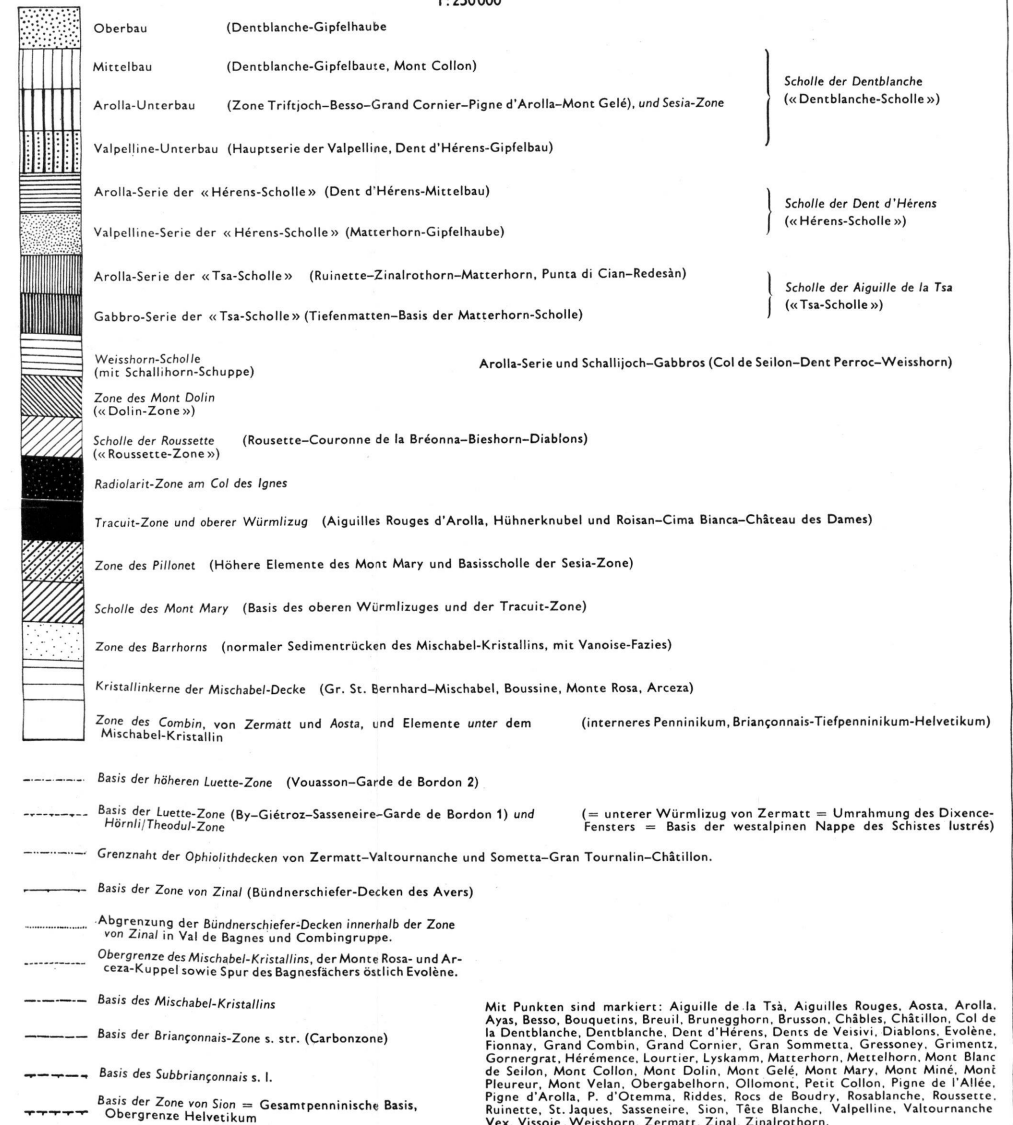 1:250000
Oberbau (Dentblanche-Gipfelhaube
Mittelbau (Dentblanche-Gipfelbaute, Mont Collon)
Scholle der Dentblanche
(«Dentblanche-Scholle»)
Arolla-Unterbau (Zone Triftjoch–Besso–Grand Cornier–Pigne d'Arolla–Mont Gelé), und Sesia-Zone
Valpelline-Unterbau (Hauptserie der Valpelline, Dent d'Hérens-Gipfelbau)
Arolla-Serie der «Hérens-Scholle» (Dent d'Hérens-Mittelbau)
Scholle der Dent d'Hérens
(«Hérens-Scholle»)
Valpelline-Serie der «Hérens-Scholle» (Matterhorn-Gipfelhaube)
Arolla-Serie der «Tsa-Scholle» (Ruinette–Zinalrothorn–Matterhorn, Punta di Cian–Redesàn)
Scholle der Aiguille de la Tsa
(«Tsa-Scholle»)
Gabbro-Serie der «Tsa-Scholle» (Tiefenmatten–Basis der Matterhorn-Scholle)
Weisshorn-Scholle
(mit Schallihorn-Schuppe)
Arolla-Serie und Schallijoch-Gabbros (Col de Seilon–Dent Perroc–Weisshorn)
Zone des Mont Dolin
(«Dolin-Zone»)
Scholle der Roussette (Rousette–Couronne de la Bréonna–Bieshorn–Diablons)
(«Roussette-Zone»)
Radiolarit-Zone am Col des Ignes
Tracuit-Zone und oberer Würmlizug (Aiguilles Rouges d'Arolla, Hühnerknubel und Roisan–Cima Bianca–Château des Dames)
Zone des Pillonet (Höhere Elemente des Mont Mary und Basisscholle der Sesia-Zone)
Scholle des Mont Mary (Basis des oberen Würmlizuges und der Tracuit-Zone)
Zone des Barrhorns (normaler Sedimentrücken des Mischabel-Kristallins, mit Vanoise-Fazies)
Kristallinkerne der Mischabel-Decke (Gr. St. Bernhard–Mischabel, Boussine, Monte Rosa, Arceza)
Zone des Combin, von Zermatt und Aosta, und Elemente unter dem (interneres Penninikum, Briançonnais-Tiefpenninikum-Helvetikum)
Mischabel-Kristallin
Basis der höheren Luette-Zone (Vouasson–Garde de Bordon 2)
Basis der Luette-Zone (By–Giétroz–Sasseneire–Garde de Bordon 1) und (= unterer Würmlizug von Zermatt = Umrahmung des Dixence-
Hörnli/Theodul-Zone Fensters = Basis der westalpinen Nappe des Schistes lustrés)
Grenznaht der Ophiolithdecken von Zermatt–Valtournanche und Sometta–Gran Tournalin–Châtillon.
Basis der Zone von Zinal (Bündnerschiefer-Decken des Avers)
Abgrenzung der Bündnerschiefer-Decken innerhalb der Zone
von Zinal in Val de Bagnes und Combingruppe.
Obergrenze des Mischabel-Kristallins, der Monte Rosa- und Ar-
ceza-Kuppel sowie Spur des Bagnesfächers östlich Evolène.
Basis des Mischabel-Kristallins
Basis der Briançonnais-Zone s. str. (Carbonzone)
Basis des Subbriançonnais s. l.
Basis der Zone von Sion = Gesamtpenninische Basis,
Obergrenze Helvetikum
Mit Punkten sind markiert: Aiguille de la Tsà, Aiguilles Rouges, Aosta, Arolla,
Ayas, Besso, Bouquetins, Breuil, Brunegghorn, Brusson, Châbles, Châtillon, Col de
la Dentblanche, Dentblanche, Dent d'Hérens, Dents de Veisivi, Diablons, Evolène,
Fionnay, Grand Combin, Grand Cornier, Gran Sommetta, Gressoney, Grimentz,
Gornergrat, Hérémence, Lourtier, Lyskamm, Matterhorn, Mettelhorn, Mont Blanc
de Seilon, Mont Collon, Mont Dolin, Mont Gelé, Mont Mary, Mont Miné, Mont
Pleureur, Mont Velan, Obergabelhorn, Ollomont, Petit Collon, Pigne de l'Allée,
Pigne d'Arolla, P. d'Otemma, Riddes, Rocs de Boudry, Rosablanche, Roussette,
Ruinette, St. Jaques, Sasseneire, Sion, Tête Blanche, Valpelline, Valtournanche
Vex, Vissoie, Weisshorn, Zermatt, Zinal, Zinalrothorn.